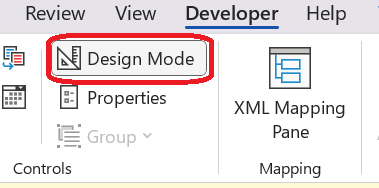 Review View Developer Help
Design Mode
Properties
Group
XML Mapping
Pane
Controls Mapping